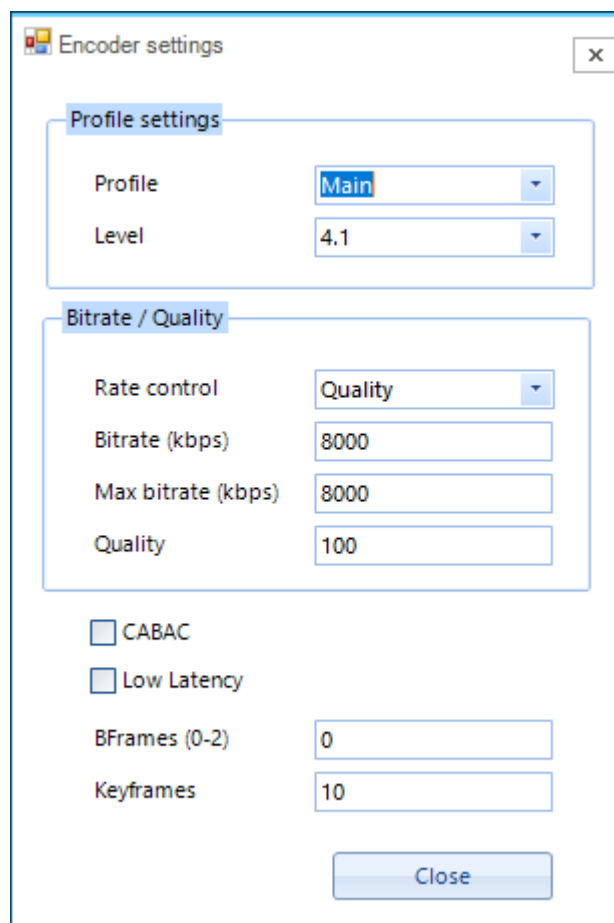 Encoder settings
Profile settings
Profile Main
Level 4.1
Bitrate / Quality
Rate control Quality
Bitrate (kbps) 8000
Max bitrate (kbps) 8000
Quality 100
CABAC
Low Latency
BFrames (0-2) 0
Keyframes 10
Close